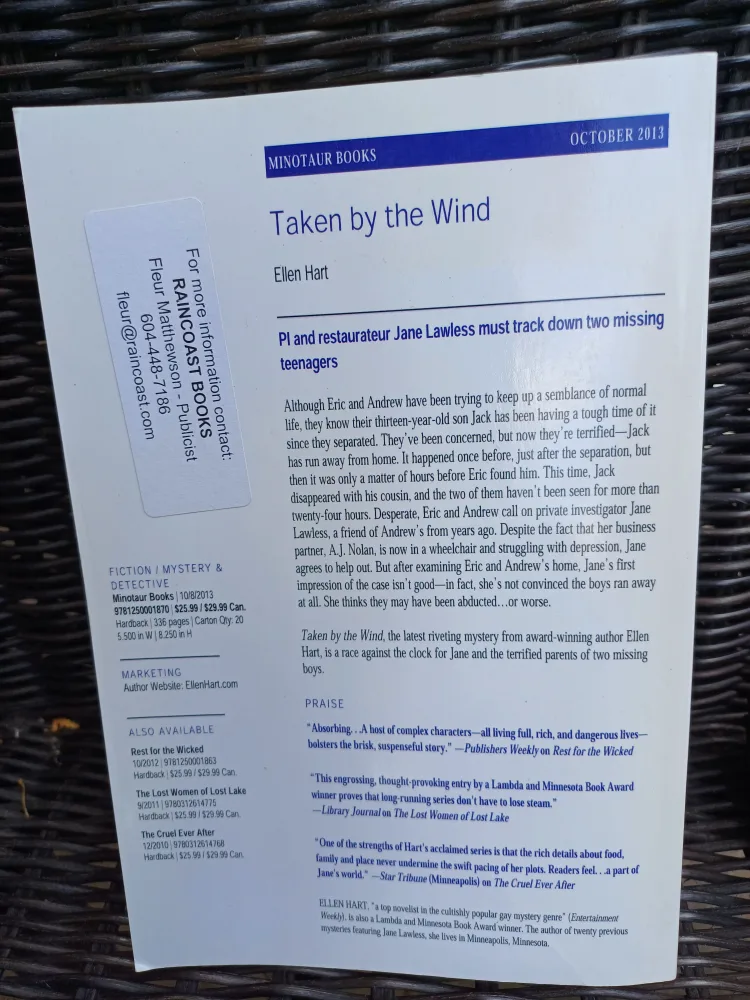 MINOTAUR BOOKS OCTOBER 2013
Taken by the Wind
Ellen Hart
PI and restaurateur Jane Lawless must track down two missing
teenagers
Although Eric and Andrew have been trying to keep up a semblance of normal
life, they know their thirteen-year-old son Jack has been having a tough time of it
since they separated. They've been concerned, but now they're terrified—Jack
has run away from home. It happened once before, just after the separation, but
then it was only a matter of hours before Eric found him. This time, Jack
disappeared with his cousin, and the two of them haven't been seen for more than
twenty-four hours. Desperate, Eric and Andrew call on private investigator Jane
Lawless, a friend of Andrew's from years ago. Despite the fact that her business
partner, A.J. Nolan, is now in a wheelchair and struggling with depression, Jane
agrees to help out. But after examining Eric and Andrew's home, Jane's first
impression of the case isn't good—in fact, she's not convinced the boys ran away
at all. She thinks they may have been abducted...or worse.
Taken by the Wind, the latest riveting mystery from award-winning author Ellen
Hart, is a race against the clock for Jane and the terrified parents of two missing
boys.
PRAISE
"Absorbing. . .A host of complex characters—all living full, rich, and dangerous lives—
bolsters the brisk, suspenseful story." —Publishers Weekly on Rest for the Wicked
"This engrossing, thought-provoking entry by a Lambda and Minnesota Book Award
winner proves that long-running series don't have to lose steam."
—Library Journal on The Lost Women of Lost Lake
"One of the strengths of Hart's acclaimed series is that the rich details about food,
family and place never undermine the swift pacing of her plots. Readers feel. . .a part of
Jane's world." —Star Tribune (Minneapolis) on The Cruel Ever After
ELLEN HART, "a top novelist in the cultishly popular gay mystery genre" (Entertainment
Weekly), is also a Lambda and Minnesota Book Award winner. The author of twenty previous
mysteries featuring Jane Lawless, she lives in Minneapolis, Minnesota.
For more information contact:
RAINCOAST BOOKS
Fleur Matthewson - Publicist
604-448-7186
fleur@raincoast.com
FICTION / MYSTERY &
DETECTIVE
Minotaur Books | 10/8/2013
9781250001870 | $25.99 / $29.99 Can.
Hardback | 336 pages | Carton Qty: 20
5.500 in W | 8.250 in H
MARKETING
Author Website: EllenHart.com
ALSO AVAILABLE
Rest for the Wicked
10/2012 | 9781250001863
Hardback | $25.99 / $29.99 Can.
The Lost Women of Lost Lake
9/2011 | 9780312614775
Hardback | $25.99 / $29.99 Can.
The Cruel Ever After
12/2010 | 9780312614768
Hardback | $25.99 / $29.99 Can.